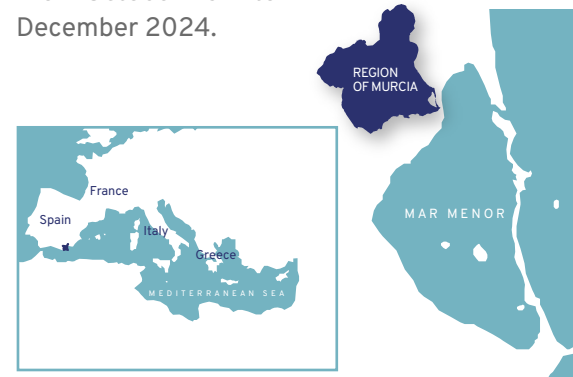 December 2024.
REGION
OF MURCIA
MAR MENOR
France
Spain
Italy
Greece
MEDITERRANEAN SEA